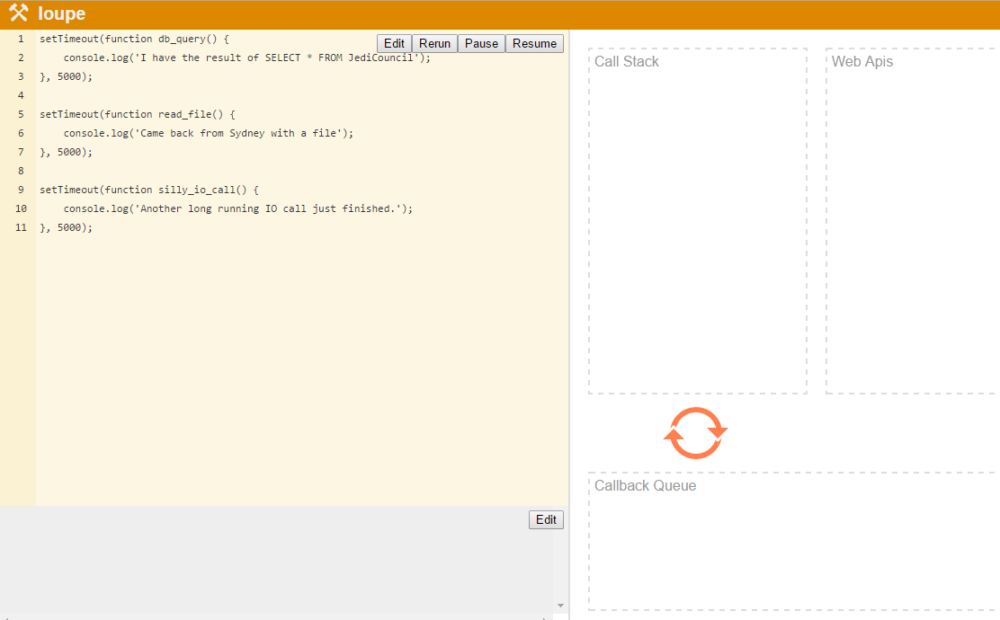 loupe
Edit Rerun Pause Resume
1 setTimeout(function db_query() {
2     console.log('I have the result of SELECT * FROM JediCouncil');
3 }, 5000);
4
5 setTimeout(function read_file() {
6     console.log('Came back from Sydney with a file');
7 }, 5000);
8
9 setTimeout(function silly_io_call() {
10     console.log('Another long running IO call just finished.');
11 }, 5000);
Edit
Call Stack
Web Apis
Callback Queue